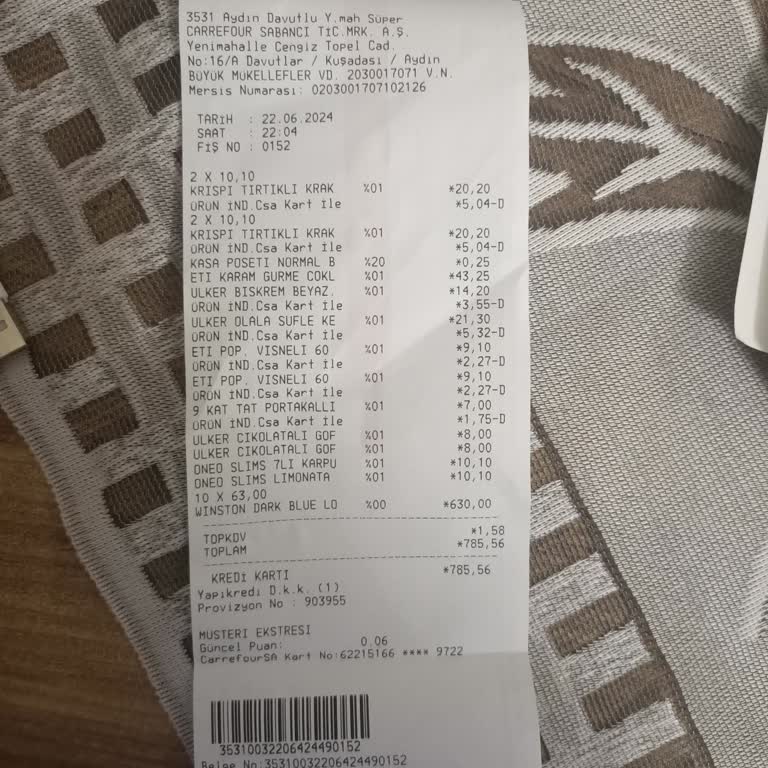 3531 Aydın Davutlu Y.mah Süper
CARREFOUR SABANCI TİC.MRK. A.Ş.
Yenimahalle Cengiz Topel Cad.
No:16/A Davutlar / Kuşadası / Aydın
BÜYÜK MÜKELLEFLER VD. 2030017071 V.N.
Mersis Numarası: 0203001707102126
TARİH : 22.06.2024
SAAT : 22:04
FİŞ NO : 0152
2 X 10,10
KRISPI TIRTIKLI KRAK %01 *20,20
ÜRÜN İND.Csa Kart İle *5,04-D
2 X 10,10
KRISPI TIRTIKLI KRAK %01 *20,20
ÜRÜN İND.Csa Kart İle *5,04-D
KASA POSETI NORMAL B %20 *0,25
ETI KARAM GURME COKL %01 *43,25
ULKER BISKREM BEYAZ. %01 *14,20
ÜRÜN İND.Csa Kart İle *3,55-D
ULKER OLALA SUFLE KE %01 *21,30
ÜRÜN İND.Csa Kart İle *5,32-D
ETI POP. VISNELI 60 %01 *9,10
ÜRÜN İND.Csa Kart İle *2,27-D
ETI POP. VISNELI 60 %01 *9,10
ÜRÜN İND.Csa Kart İle *2,27-D
9 KAT TAT PORTAKALLI %01 *7,00
ÜRÜN İND.Csa Kart İle *1,75-D
ULKER CIKOLATALI GOF %01 *8,00
ULKER CIKOLATALI GOF %01 *8,00
ONEO SLIMS 7LI KARPU %01 *10,10
ONEO SLIMS LIMONATA %01 *10,10
10 X 63,00
WINSTON DARK BLUE LO %00 *630,00
TOPKDV *1,58
TOPLAM *785,56
KREDİ KARTI *785,56
Yapıkredi D.k.k. (1)
Provizyon No : 903955
MÜSTERİ EKSTRESİ
Güncel Puan: 0,06
CarrefourSA Kart No:62215166 **** 9722
35310032206424490152
Belge No:35310032206424490152